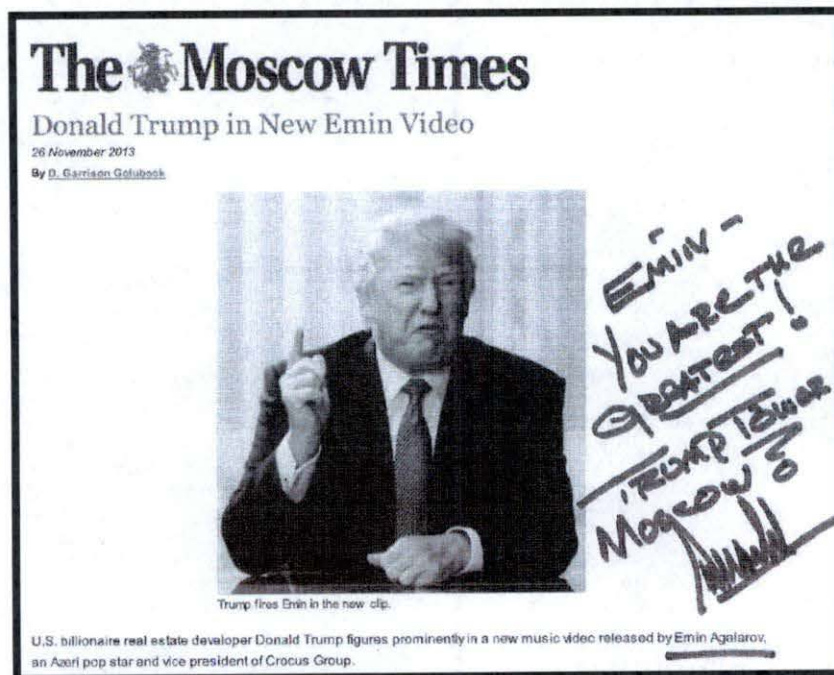 The Moscow Times
Donald Trump in New Emin Video
26 November 2013
By D. Garrison Golubock
EMIN -
YOU ARE THE
GREATEST!
TRUMP TOWER
MOSCOW?
Trump fires Emin in the new clip.
U.S. billionaire real estate developer Donald Trump figures prominently in a new music video released by Emin Agalarov,
an Azeri pop star and vice president of Crocus Group.